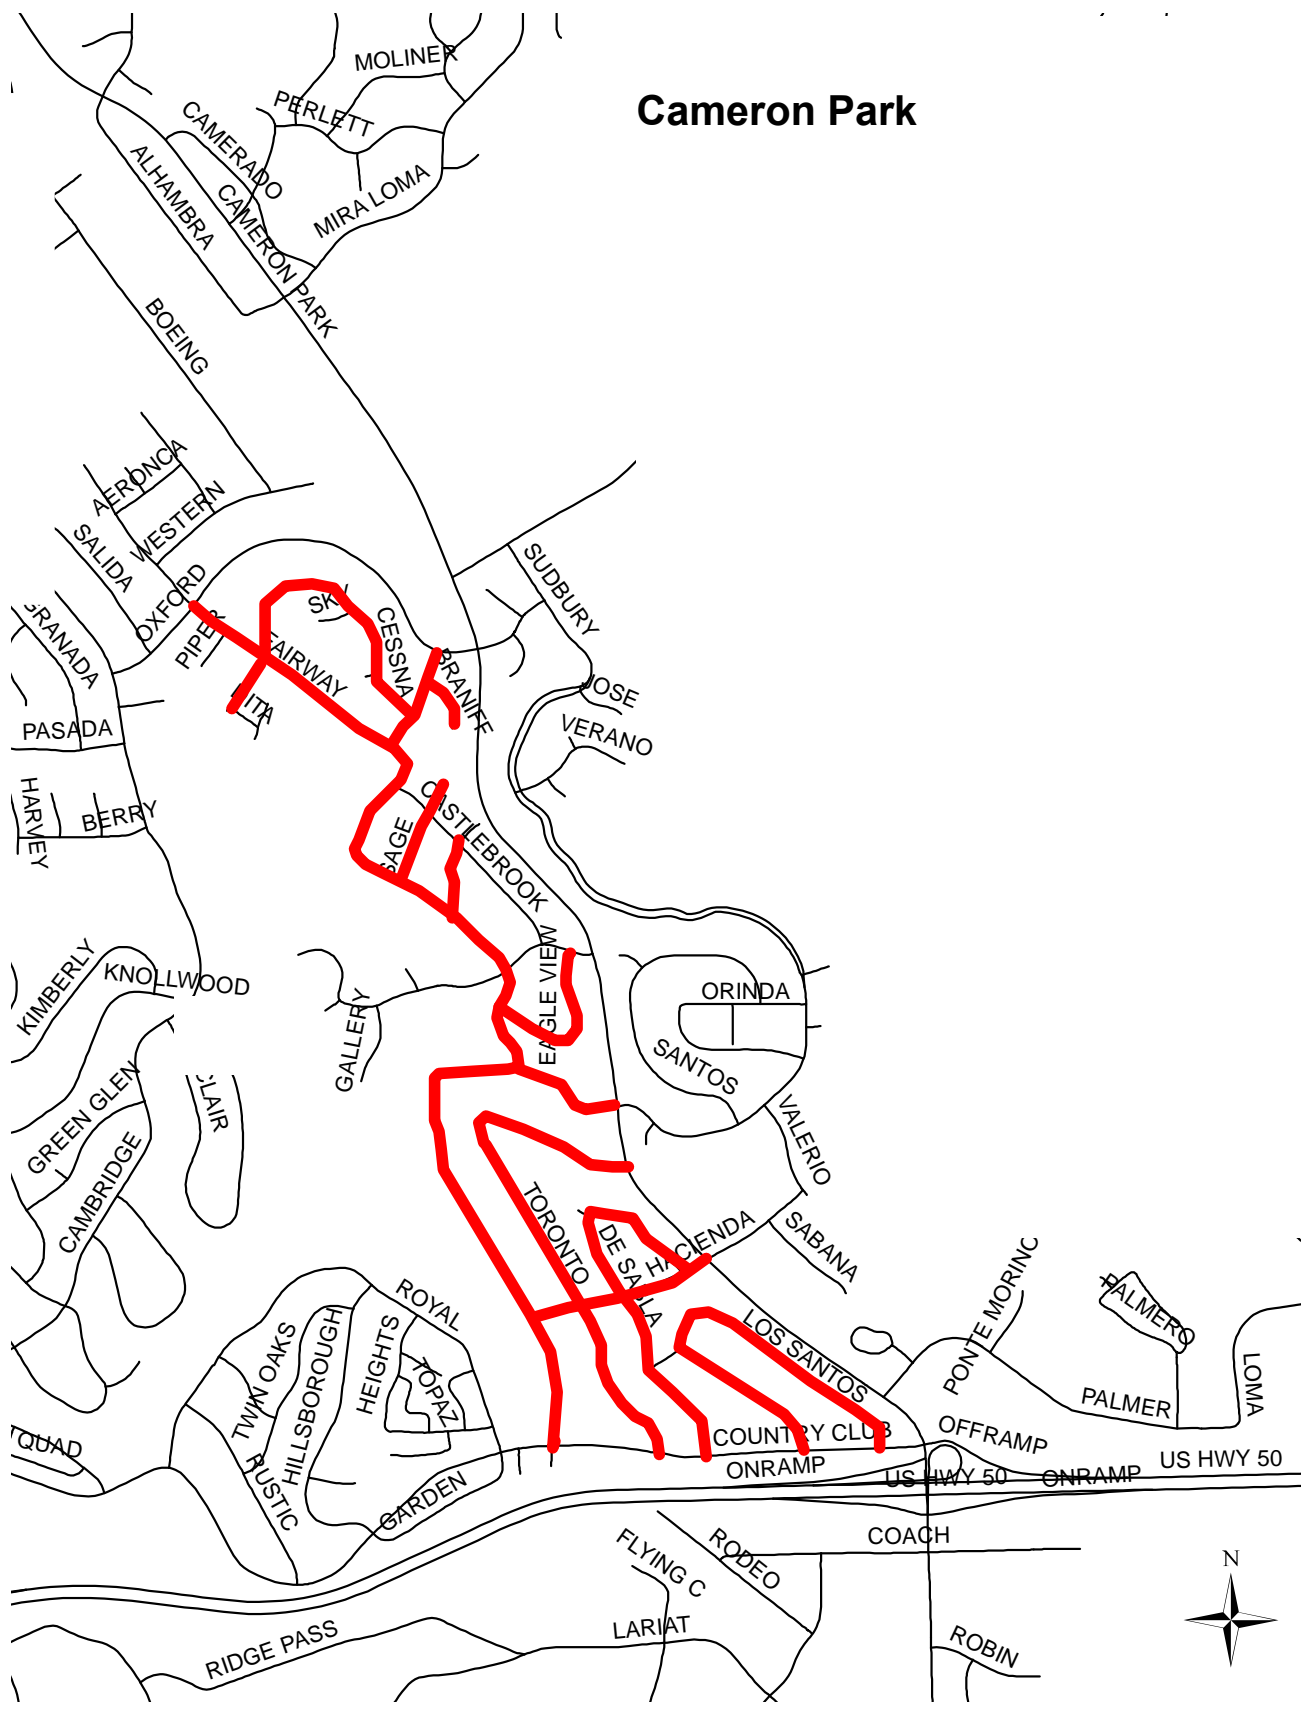 MOLINER
Cameron Park
PERLETT
CAMERADO
ALHAMBRA
CAMERON PARK
MIRA LOMA
BOEING
AERONCA
WESTERN
SALIDA
SUDBURY
OXFORD
SKY
PIPER
CESSNA
GRANADA
FAIRWAY
BRANIFF
JOSE
RITA
VERANO
PASADA
HARVEY
BERRY
CASTLEBROOK
SAGE
KIMBERLY
KNOLLWOOD
EAGLE VIEW
ORINDA
GALLERY
SANTOS
GREEN GLEN
CLAIR
VALERIO
CAMBRIDGE
TORONTO
HACIENDA
SABANA
DE SABLA
ROYAL
PONTE MORINO
PALMERO
TWIN OAKS
HILLSBOROUGH
HEIGHTS
TOPAZ
LOS SANTOS
LOMA
PALMER
COUNTRY CLUB
OFFRAMP
QUAD
ONRAMP
US HWY 50
ONRAMP
US HWY 50
RUSTIC
GARDEN
COACH
FLYING C
RODEO
N
LARIAT
RIDGE PASS
ROBIN